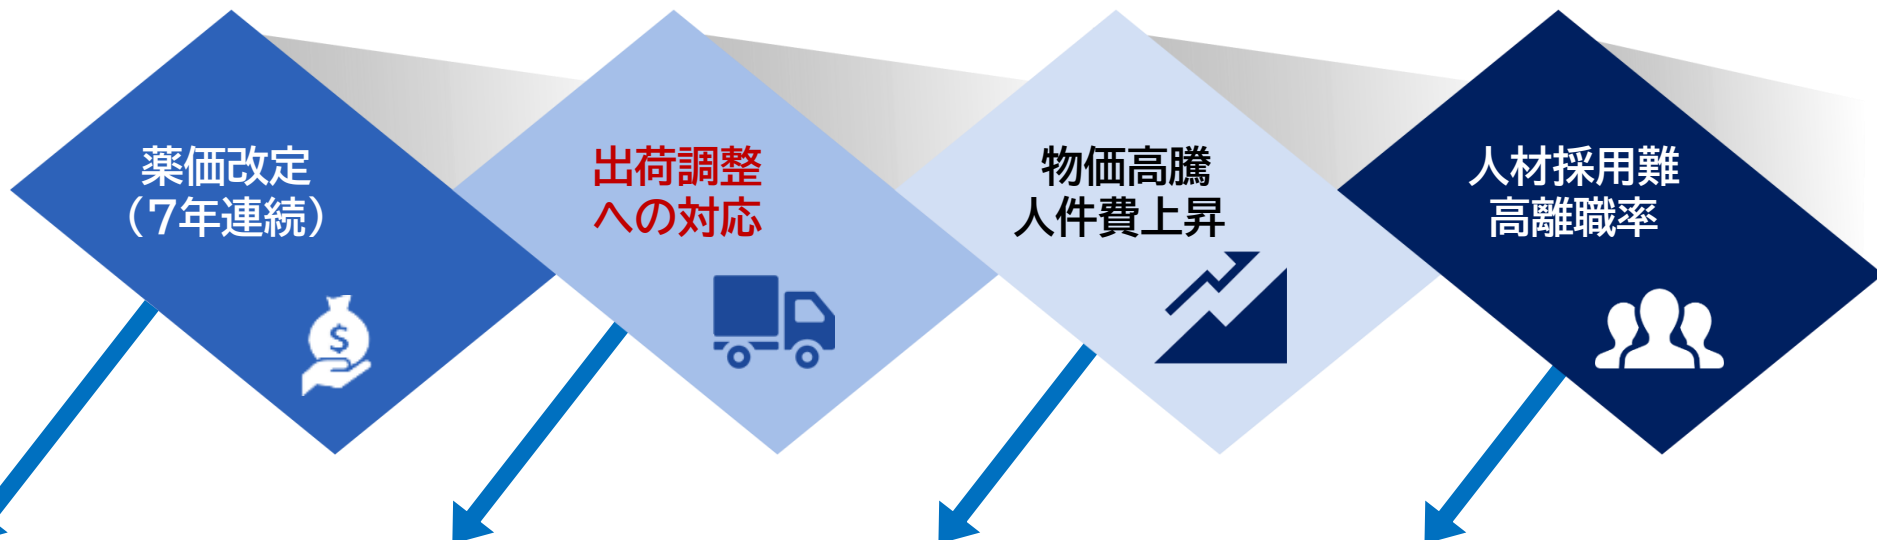 薬価改定
（7年連続）
出荷調整
への対応
物価高騰
人件費上昇
人材採用難
高離職率
$